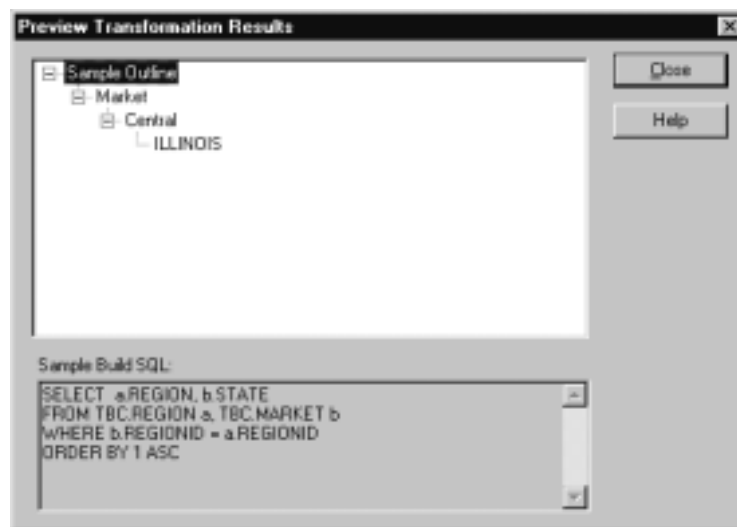 Preview Transformation Results
Sample Outline
Market
Central
ILLINOIS
Close
Help
Sample Build SQL:
SELECT a.REGION, b.STATE
FROM TBC.REGION a, TBC.MARKET b
WHERE b.REGIONID = a.REGIONID
ORDER BY 1 ASC